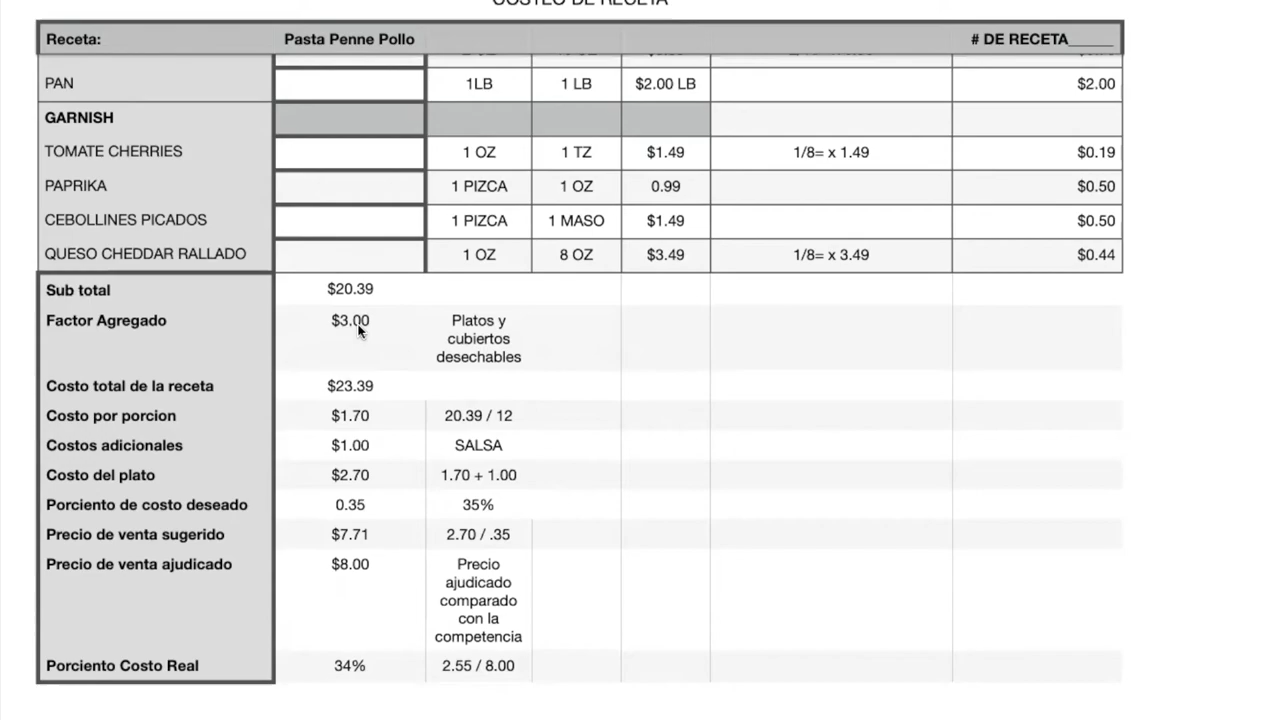 Receta: Pasta Penne Pollo # DE RECETA_____
PAN 1LB 1 LB $2.00 LB $2.00
GARNISH
TOMATE CHERRIES 1 OZ 1 TZ $1.49 1/8= x 1.49 $0.19
PAPRIKA 1 PIZCA 1 OZ 0.99 $0.50
CEBOLLINES PICADOS 1 PIZCA 1 MASO $1.49 $0.50
QUESO CHEDDAR RALLADO 1 OZ 8 OZ $3.49 1/8= x 3.49 $0.44
Sub total $20.39
Factor Agregado $3.00 Platos y
cubiertos
desechables
Costo total de la receta $23.39
Costo por porcion $1.70 20.39 / 12
Costos adicionales $1.00 SALSA
Costo del plato $2.70 1.70 + 1.00
Porciento de costo deseado 0.35 35%
Precio de venta sugerido $7.71 2.70 / .35
Precio de venta ajudicado $8.00 Precio
ajudicado
comparado
con la
competencia
Porciento Costo Real 34% 2.55 / 8.00